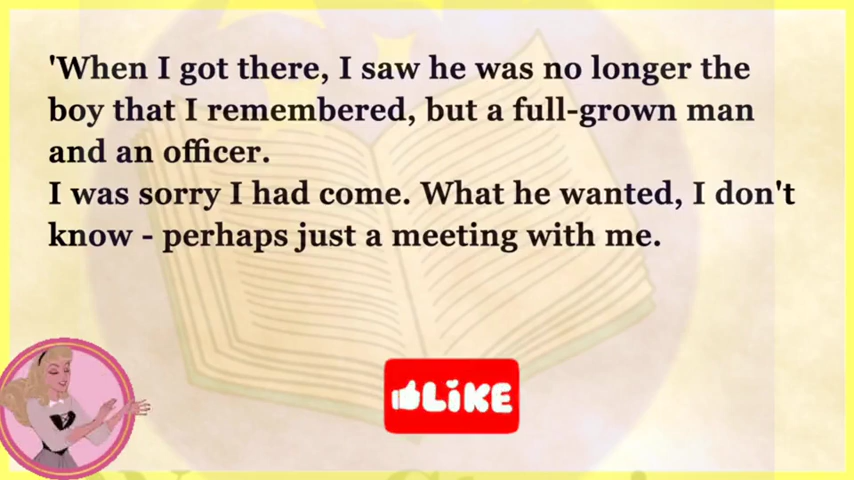 'When I got there, I saw he was no longer the
boy that I remembered, but a full-grown man
and an officer.
I was sorry I had come. What he wanted, I don't
know - perhaps just a meeting with me.
LiKE